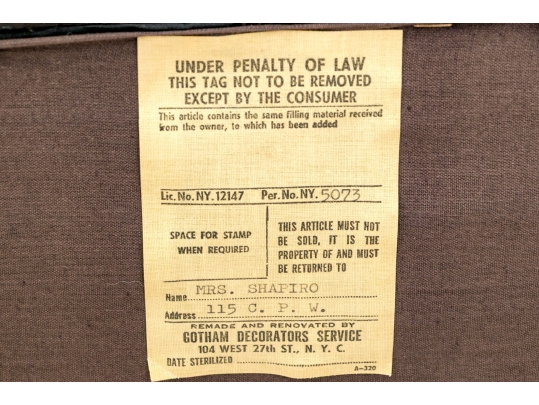 UNDER PENALTY OF LAW
THIS TAG NOT TO BE REMOVED
EXCEPT BY THE CONSUMER
This article contains the same filling material received
from the owner, to which has been added
Lic. No. NY. 12147 Per. No. NY. 5073
SPACE FOR STAMP
WHEN REQUIRED
THIS ARTICLE MUST NOT
BE SOLD, IT IS THE
PROPERTY OF AND MUST
BE RETURNED TO
Name MRS. SHAPIRO
Address 115 C. P. W.
REMADE AND RENOVATED BY
GOTHAM DECORATORS SERVICE
104 WEST 27th ST., N. Y. C.
DATE STERILIZED
A-320